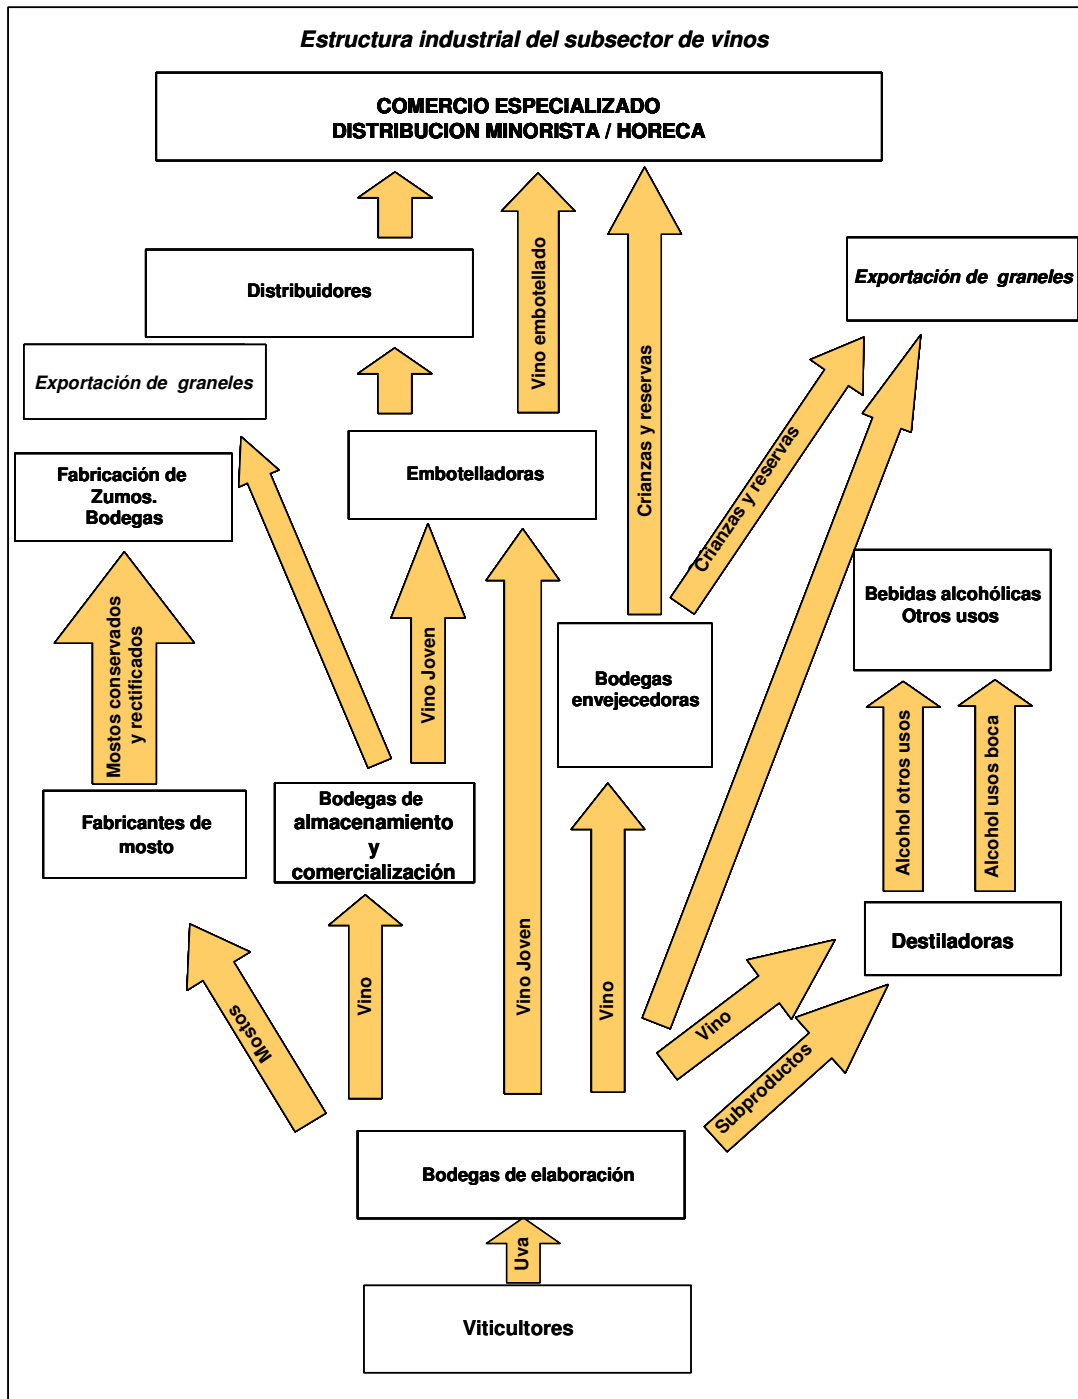 Estructura industrial del subsector de vinos
COMERCIO ESPECIALIZADO
DISTRIBUCION MINORISTA / HORECA
Distribuidores
Vino embotellado
Exportación de graneles
Exportación de graneles
Crianzas y reservas
Crianzas y reservas
Fabricación de
Zumos.
Bodegas
Embotelladoras
Bebidas alcohólicas
Otros usos
Mostos conservados
y rectificados
Vino Joven
Bodegas
envejecedoras
Alcohol otros usos
Alcohol usos boca
Fabricantes de
mosto
Bodegas de
almacenamiento
y
comercialización
Destiladoras
Mostos
Vino
Vino Joven
Vino
Vino
Subproductos
Bodegas de elaboración
Uva
Viticultores